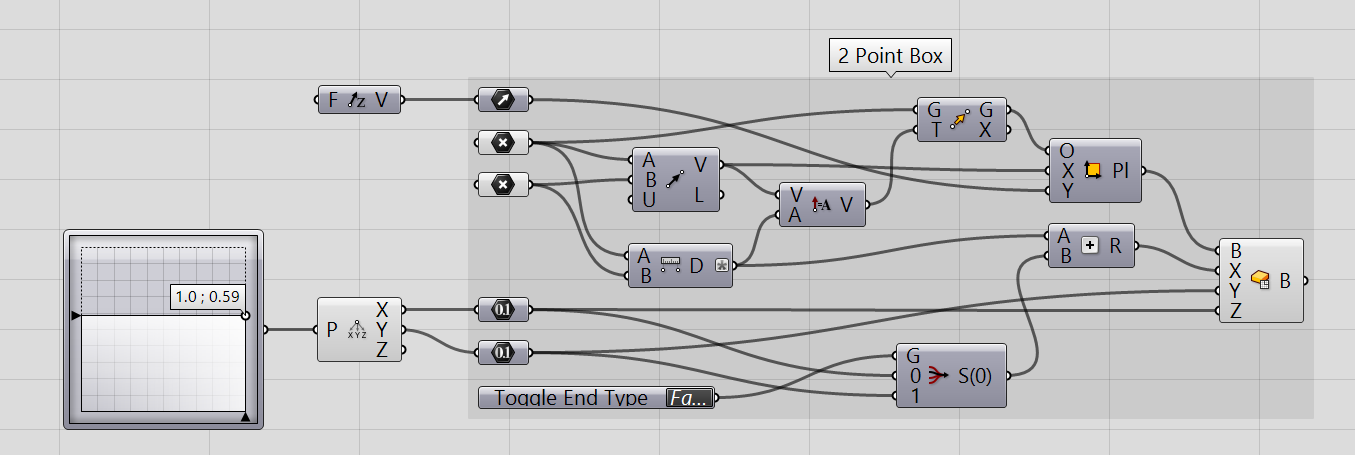 2 Point Box
F Z V
G G
T X
A V
B
U L
O
X Pl
Y
V V
A =A
A R
B
A D
B
1.0 ; 0.59
B
X B
Y
Z
P X
XYZ Y
Z
0.1
0.1
G
0 S(0)
1
Toggle End Type Fa...